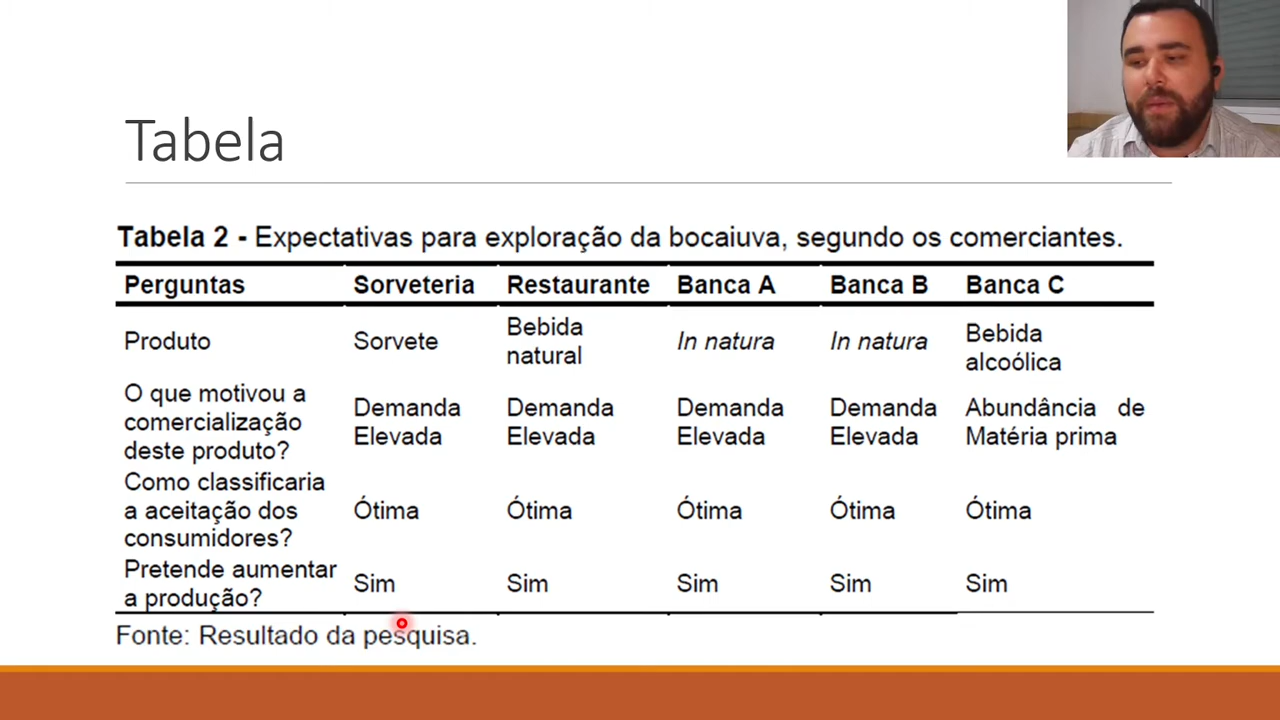 Tabela
Tabela 2 - Expectativas para exploração da bocaiuva, segundo os comerciantes.
Perguntas Sorveteria Restaurante Banca A Banca B Banca C
Produto Sorvete Bebida natural In natura In natura Bebida alcoólica
O que motivou a comercialização deste produto? Demanda Elevada Demanda Elevada Demanda Elevada Demanda Elevada Abundância de Matéria prima
Como classificaria a aceitação dos consumidores? Ótima Ótima Ótima Ótima Ótima
Pretende aumentar a produção? Sim Sim Sim Sim Sim
Fonte: Resultado da pesquisa.